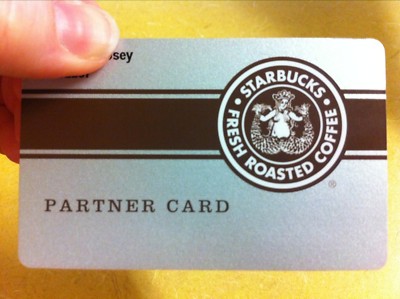 STARBUCKS
FRESH ROASTED COFFEE
®
PARTNER CARD